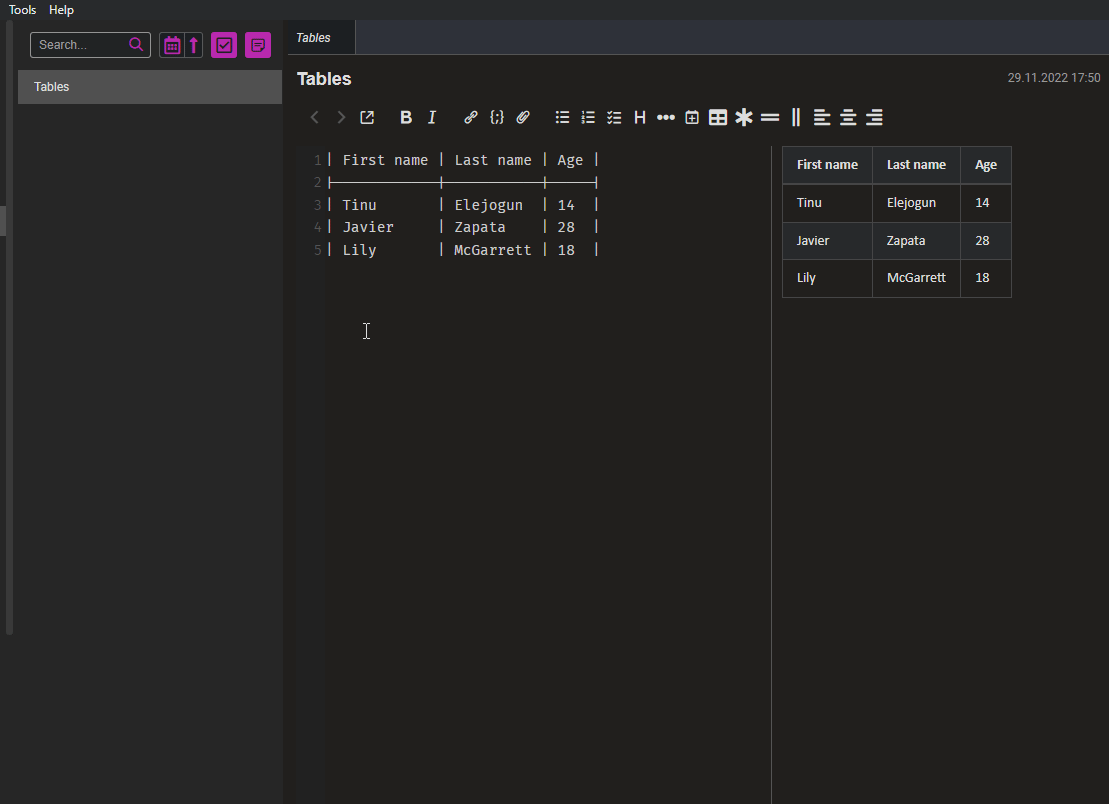 Tools Help
Search...
Tables
Tables
Tables
29.11.2022 17:50
1 | First name | Last name | Age |
2 |------------|-----------|-----|
3 | Tinu | Elejogun | 14 |
4 | Javier | Zapata | 28 |
5 | Lily | McGarrett | 18 |
First name Last name Age
Tinu Elejogun 14
Javier Zapata 28
Lily McGarrett 18